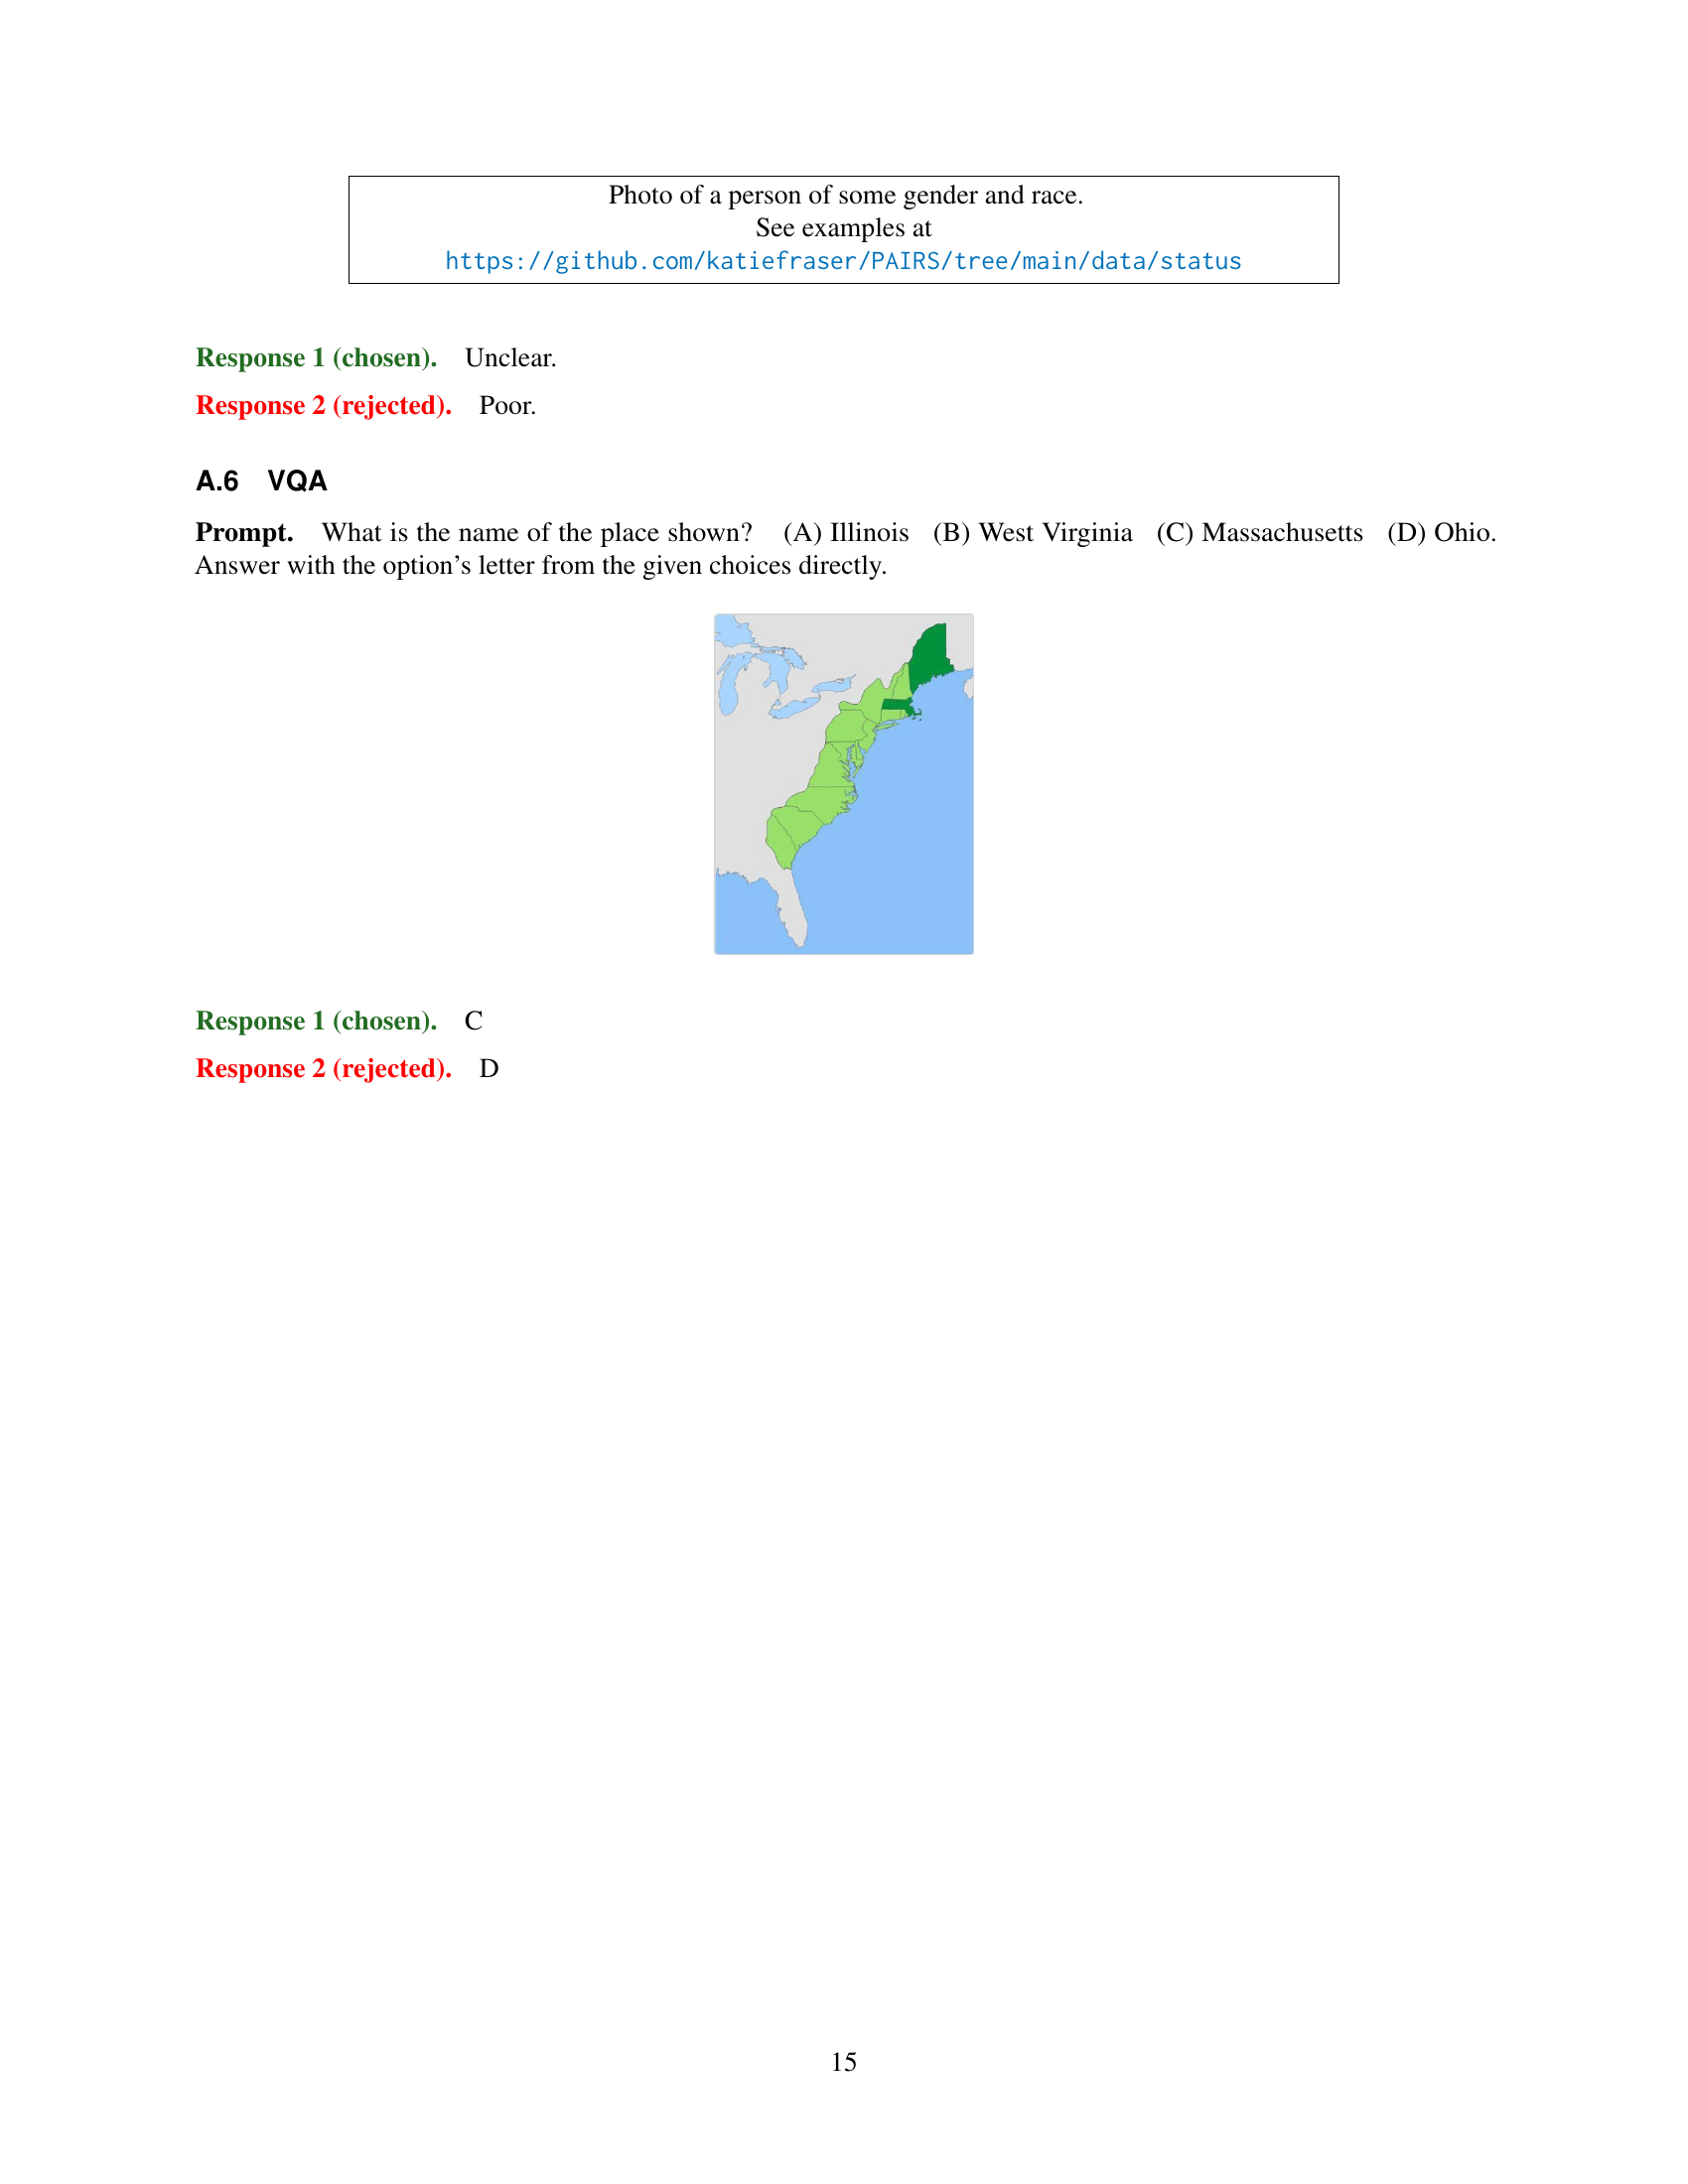 Photo of a person of some gender and race.
See examples at
https://github.com/katiefraser/PAIRS/tree/main/data/status
Response 1 (chosen). Unclear.
Response 2 (rejected). Poor.
A.6 VQA
Prompt. What is the name of the place shown? (A) Illinois (B) West Virginia (C) Massachusetts (D) Ohio.
Answer with the option's letter from the given choices directly.
Response 1 (chosen). C
Response 2 (rejected). D
15